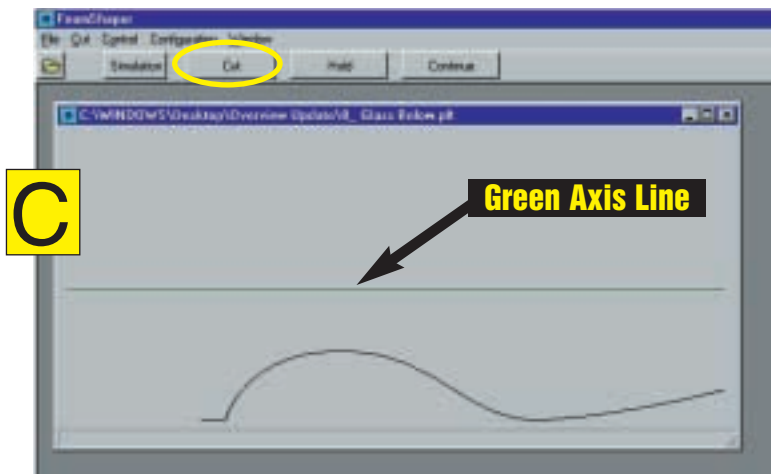 FoamShaper
File Cut Control Configuration Window
Simulation Cut Hold Continue
C:\WINDOWS\Desktop\Overview Update\8_ Glass Below.plt
C
Green Axis Line